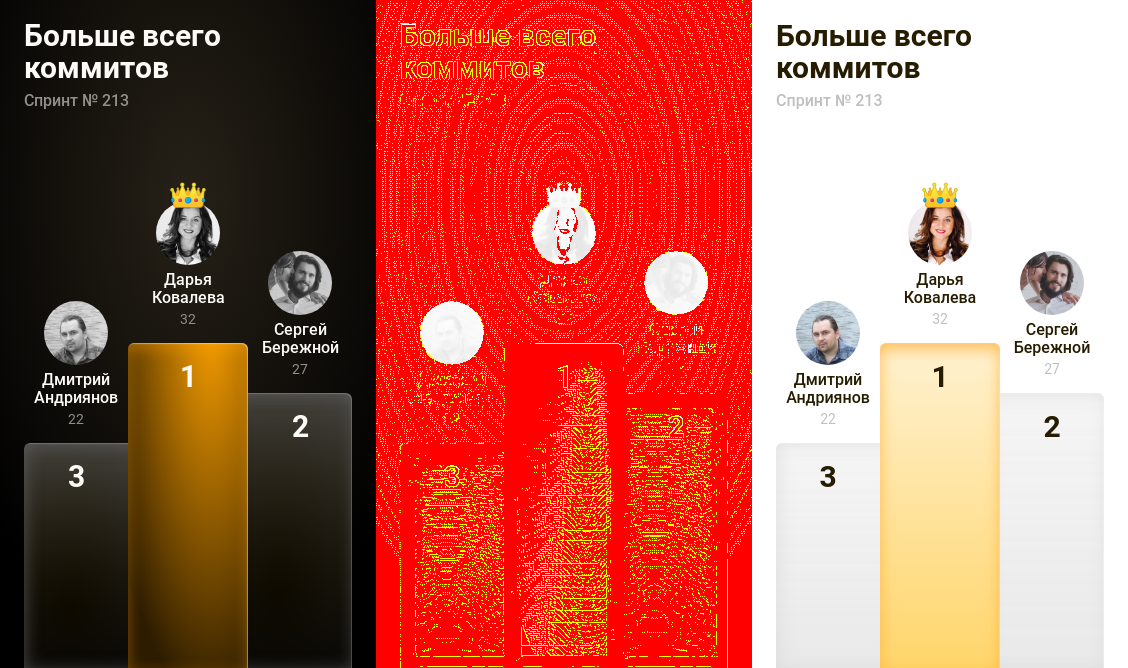 Больше всего
коммитов
Спринт № 213
Дарья
Ковалева
32
Сергей
Бережной
27
Дмитрий
Андриянов
22
1
2
3
Больше всего
коммитов
1
2
3
Больше всего
коммитов
Спринт № 213
Дарья
Ковалева
32
Сергей
Бережной
27
Дмитрий
Андриянов
22
1
2
3